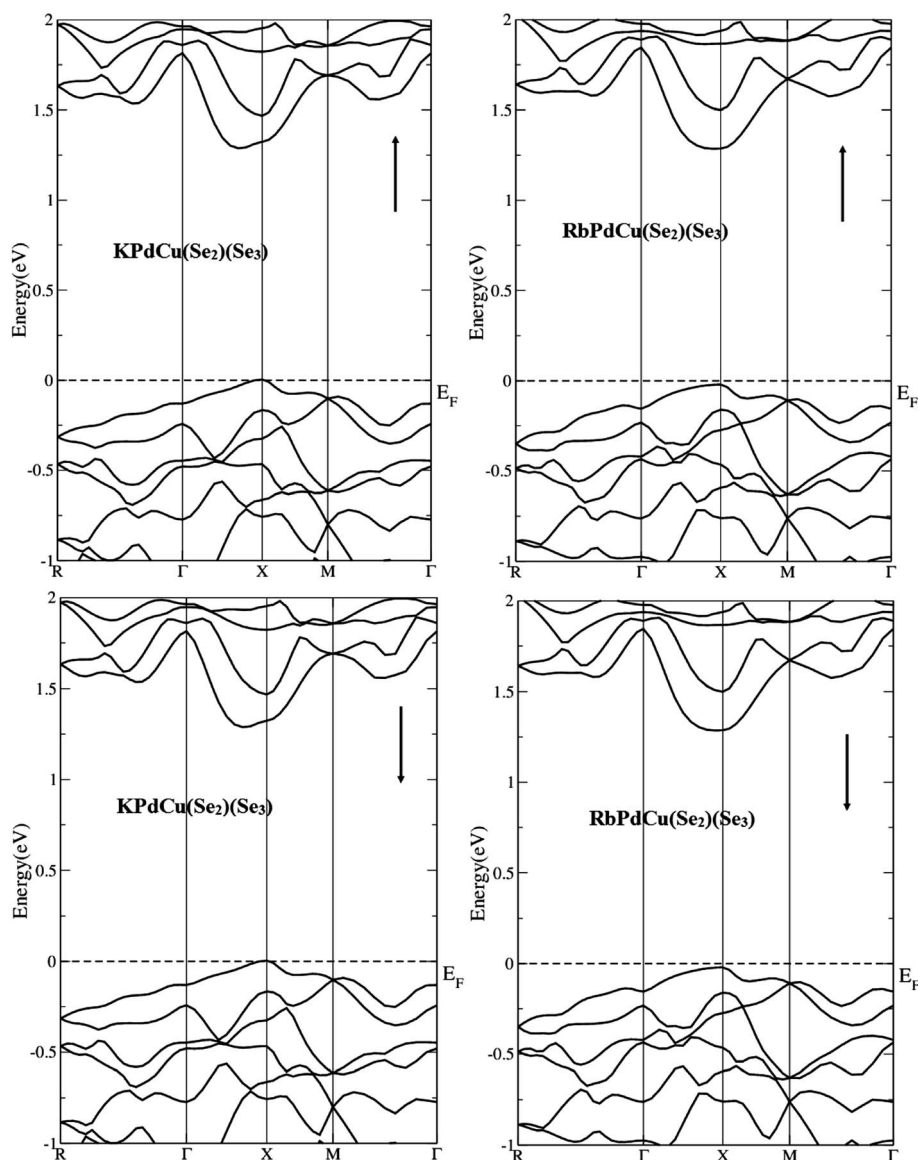 2
1.5
1
0.5
0
-0.5
-1
Energy(eV)
KPdCu(Se₂)(Se₃)
E_F
R Γ X M Γ
2
1.5
1
0.5
0
-0.5
-1
Energy(eV)
RbPdCu(Se₂)(Se₃)
E_F
R Γ X M Γ
2
1.5
1
0.5
0
-0.5
-1
Energy(eV)
KPdCu(Se₂)(Se₃)
E_F
R Γ X M Γ
2
1.5
1
0.5
0
-0.5
-1
Energy(eV)
RbPdCu(Se₂)(Se₃)
E_F
R Γ X M Γ